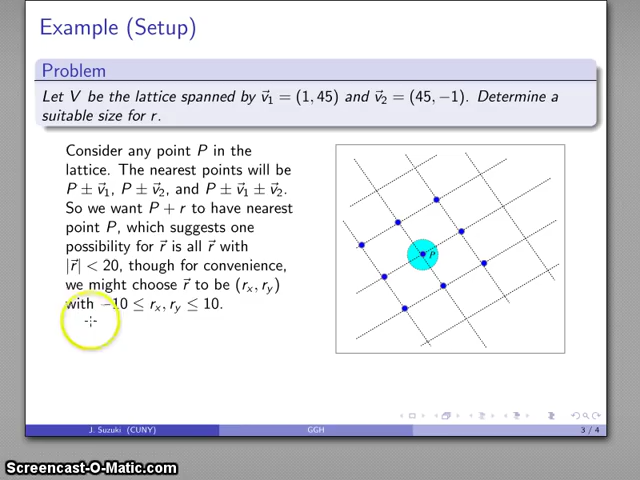 Example (Setup)
Problem
Let V be the lattice spanned by v⃗₁ = (1, 45) and v⃗₂ = (45, −1). Determine a
suitable size for r.
Consider any point P in the
lattice. The nearest points will be
P ± v⃗₁, P ± v⃗₂, and P ± v⃗₁ ± v⃗₂.
So we want P + r to have nearest
point P, which suggests one
possibility for r⃗ is all r⃗ with
|r⃗| < 20, though for convenience,
we might choose r⃗ to be (rₓ, r_y)
with −10 ≤ rₓ, r_y ≤ 10.
P
J. Suzuki (CUNY)
GGH
3 / 4
Screencast-O-Matic.com